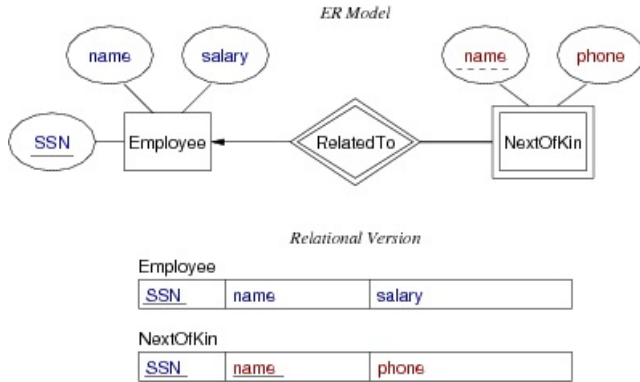 ER Model
name salary name phone
SSN Employee RelatedTo NextOfKin
Relational Version
Employee
SSN name salary
NextOfKin
SSN name phone